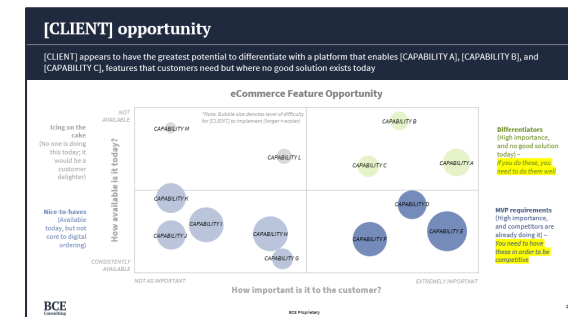 [CLIENT] opportunity
[CLIENT] appears to have the greatest potential to differentiate with a platform that enables [CAPABILITY A], [CAPABILITY B], and
[CAPABILITY C], features that customers need but where no good solution exists today
eCommerce Feature Opportunity
Icing on the
cake
(No one is doing
this today; it
would be a
customer
delighter)
Nice-to-haves
(Available
today, but not
core to digital
ordering)
How available is it today?
NOT
AVAILABLE
CONSISTENTLY
AVAILABLE
*Note: Bubble size denotes level of difficulty
for [CLIENT] to implement (larger = easier)
CAPABILITY M
CAPABILITY L
CAPABILITY B
CAPABILITY C
CAPABILITY A
CAPABILITY K
CAPABILITY I
CAPABILITY J
CAPABILITY H
CAPABILITY G
CAPABILITY D
CAPABILITY F
CAPABILITY E
NOT AS IMPORTANT
EXTREMELY IMPORTANT
How important is it to the customer?
Differentiators
(High importance,
and no good solution
today) –
if you do these, you
need to do them well
MVP requirements
(High importance,
and competitors are
already doing it) –
You need to have
these in order to be
competitive
BCE
Consulting
BCE Proprietary